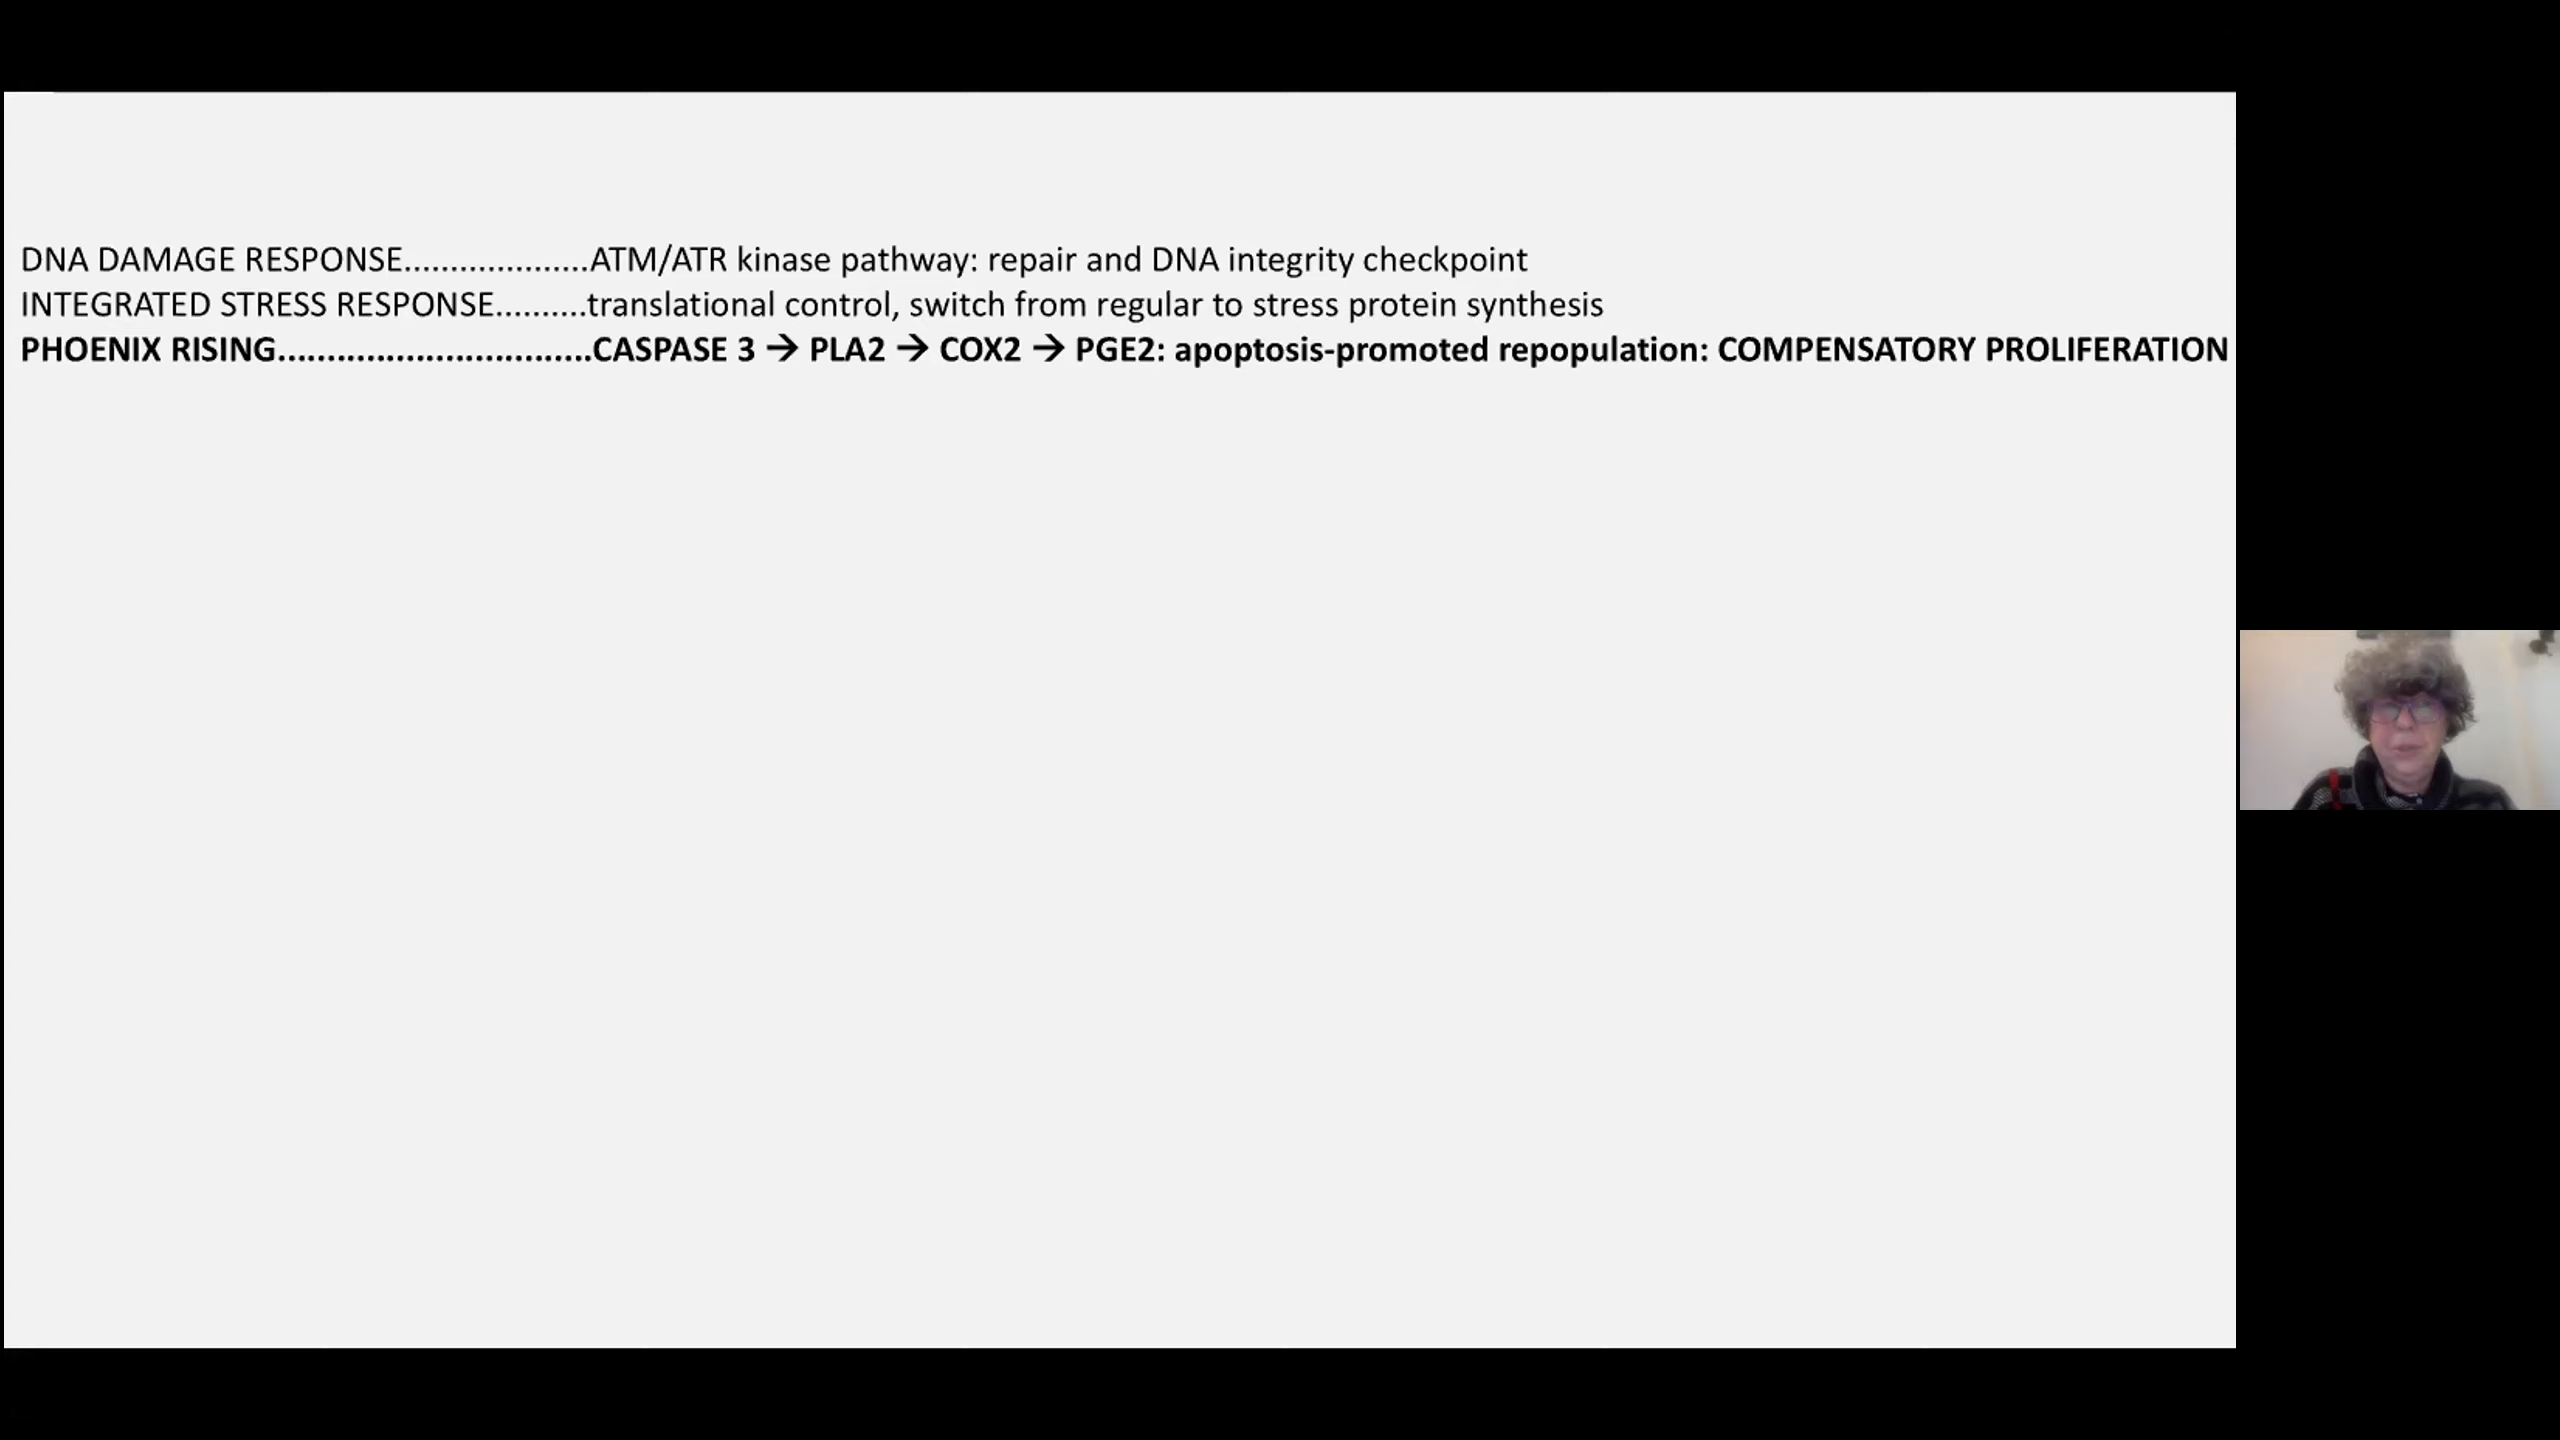 DNA DAMAGE RESPONSE....................ATM/ATR kinase pathway: repair and DNA integrity checkpoint
INTEGRATED STRESS RESPONSE..........translational control, switch from regular to stress protein synthesis
PHOENIX RISING................................CASPASE 3 → PLA2 → COX2 → PGE2: apoptosis-promoted repopulation: COMPENSATORY PROLIFERATION